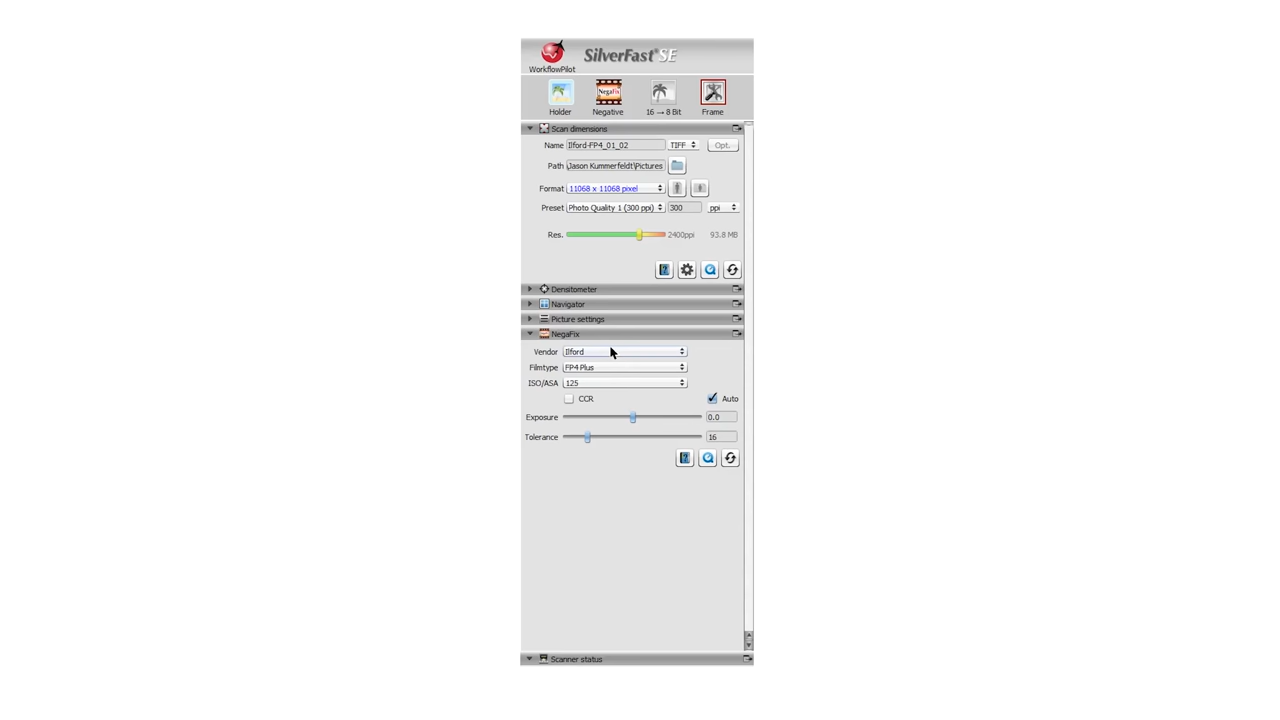 SilverFast® SE
WorkflowPilot
NegaFix
Holder Negative 16 → 8 Bit Frame
Scan dimensions
Name Ilford-FP4_01_02 TIFF Opt.
Path Jason Kummerfeldt\Pictures
Format 11068 x 11068 pixel
Preset Photo Quality 1 (300 ppi) 300 ppi
Res. 2400ppi 93.8 MB
Densitometer
Navigator
Picture settings
NegaFix
Vendor Ilford
Filmtype FP4 Plus
ISO/ASA 125
CCR Auto
Exposure 0.0
Tolerance 16
Scanner status